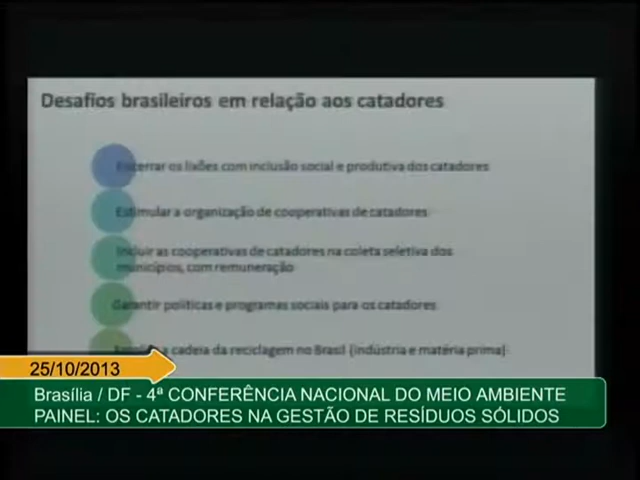 Desafios brasileiros em relação aos catadores
Encerrar os lixões com inclusão social e produtiva dos catadores
Estimular a organização de cooperativas de catadores
Incluir as cooperativas de catadores na coleta seletiva dos
municípios, com remuneração
Garantir políticas e programas sociais para os catadores
a cadeia da reciclagem no Brasil (indústria e matéria prima)
25/10/2013
Brasília / DF - 4ª CONFERÊNCIA NACIONAL DO MEIO AMBIENTE
PAINEL: OS CATADORES NA GESTÃO DE RESÍDUOS SÓLIDOS